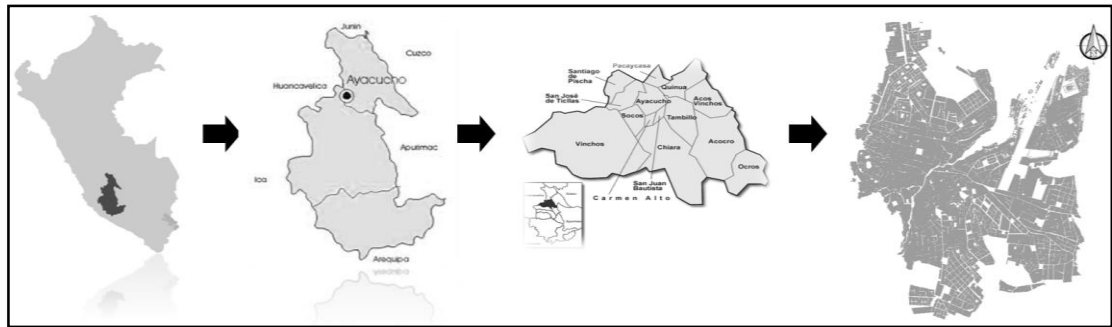 Junín
Cuzco
Huancavelica
Ayacucho
Apurimac
Ica
Arequipa
Pacaycasa
Santiago
de
Pischa
Quinua
San José
de Ticllas
Ayacucho
Acos
Vinchos
Socos
Tambillo
Vinchos
Chiara
Acocro
Ocros
San Juan
Bautista
Carmen Alto